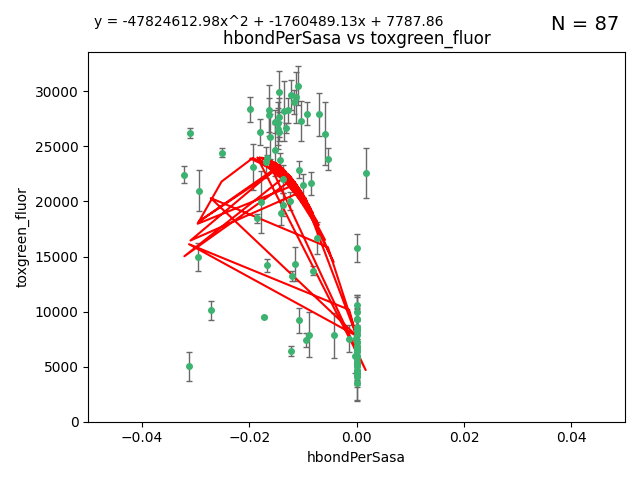 y = -47824612.98x^2 + -1760489.13x + 7787.86
N = 87
hbondPerSasa vs toxgreen_fluor
toxgreen_fluor
30000
25000
20000
15000
10000
5000
0
-0.04
-0.02
0.00
0.02
0.04
hbondPerSasa